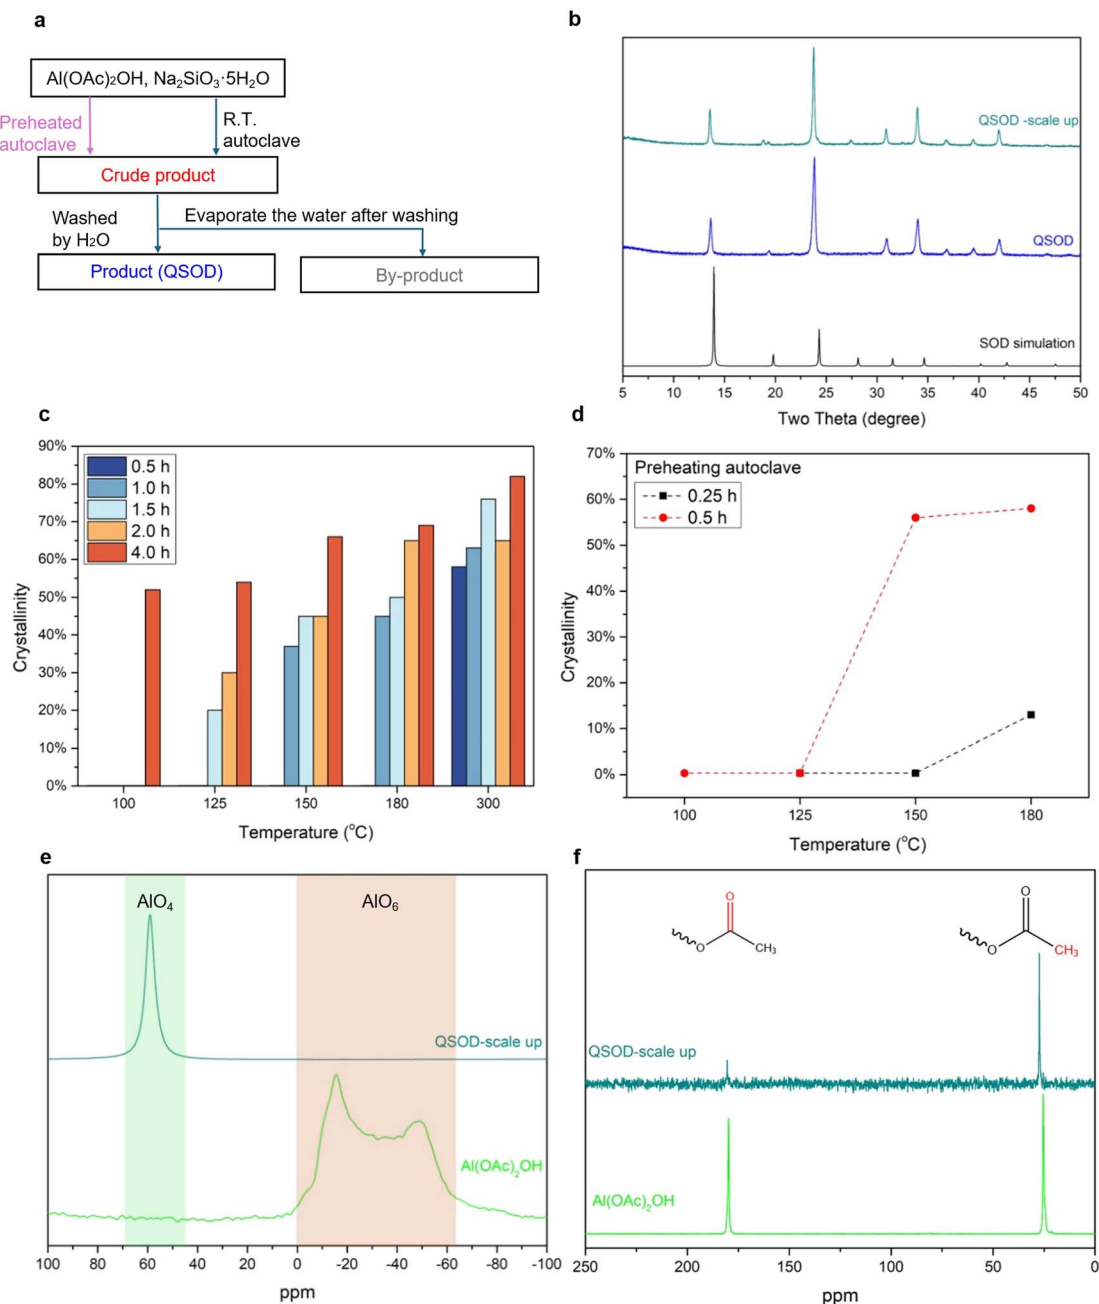 a
Al(OAc)₂OH, Na₂SiO₃·5H₂O
Preheated
autoclave
R.T.
autoclave
Crude product
Washed
by H₂O
Evaporate the water after washing
Product (QSOD)
By-product
b
QSOD -scale up
QSOD
SOD simulation
5 10 15 20 25 30 35 40 45 50
Two Theta (degree)
c
90%
80%
70%
60%
50%
40%
30%
20%
10%
0%
Crystallinity
0.5 h
1.0 h
1.5 h
2.0 h
4.0 h
100 125 150 180 300
Temperature (°C)
d
70%
60%
50%
40%
30%
20%
10%
0%
Crystallinity
Preheating autoclave
0.25 h
0.5 h
100 125 150 180
Temperature (°C)
e
AlO₄
AlO₆
QSOD-scale up
Al(OAc)₂OH
100 80 60 40 20 0 -20 -40 -60 -80 -100
ppm
f
O
O
CH₃
O
O
CH₃
QSOD-scale up
Al(OAc)₂OH
250 200 150 100 50 0
ppm